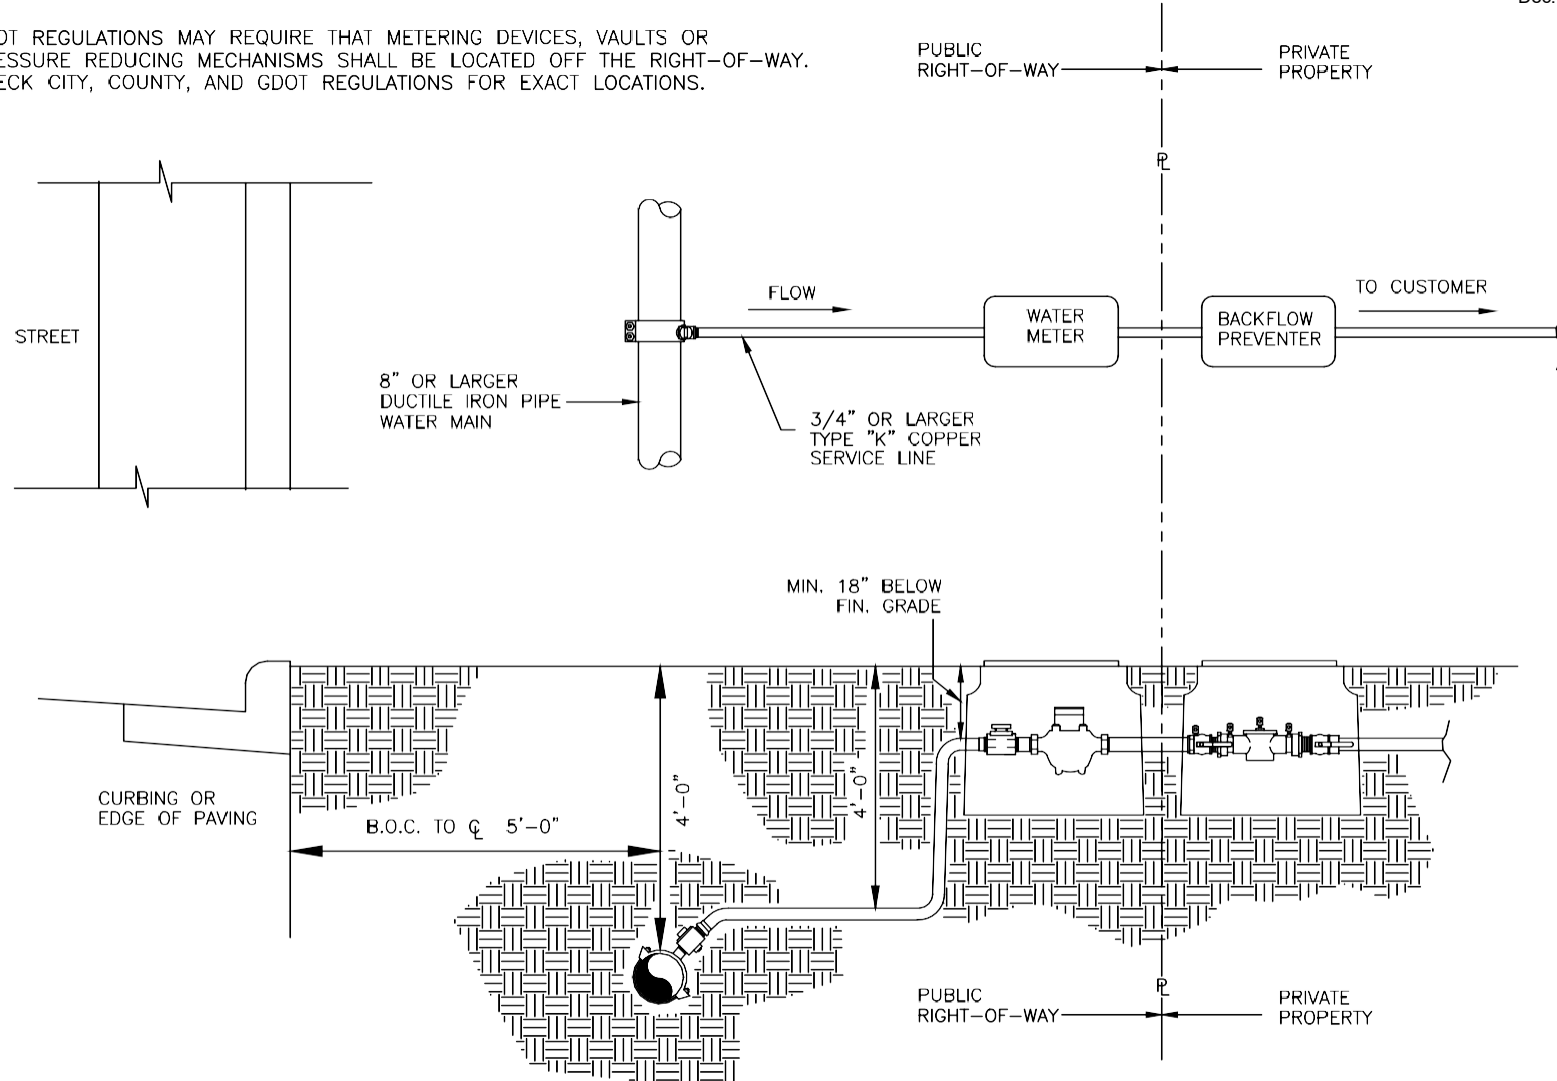 OT REGULATIONS MAY REQUIRE THAT METERING DEVICES, VAULTS OR
ESSURE REDUCING MECHANISMS SHALL BE LOCATED OFF THE RIGHT-OF-WAY.
ECK CITY, COUNTY, AND GDOT REGULATIONS FOR EXACT LOCATIONS.
PUBLIC
RIGHT-OF-WAY
PRIVATE
PROPERTY
PL
STREET
FLOW
WATER
METER
BACKFLOW
PREVENTER
TO CUSTOMER
8" OR LARGER
DUCTILE IRON PIPE
WATER MAIN
3/4" OR LARGER
TYPE "K" COPPER
SERVICE LINE
MIN. 18" BELOW
FIN. GRADE
CURBING OR
EDGE OF PAVING
B.O.C. TO CL 5'-0"
4'-0"
4'-0"
PUBLIC
RIGHT-OF-WAY
PL
PRIVATE
PROPERTY